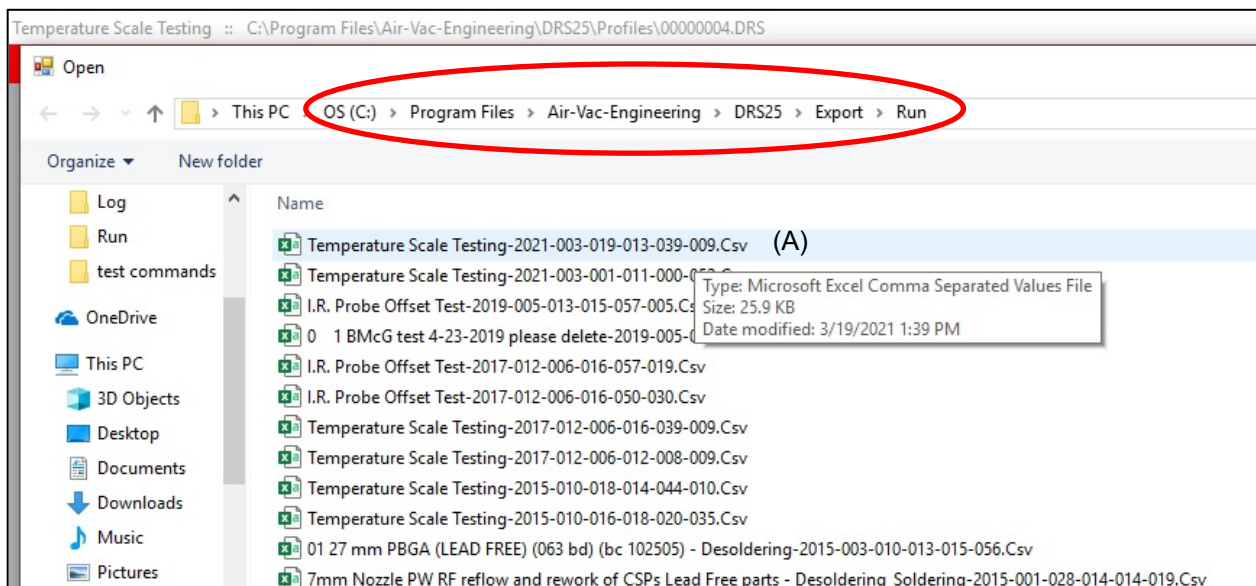 Temperature Scale Testing :: C:\Program Files\Air-Vac-Engineering\DRS25\Profiles\00000004.DRS
Open
This PC > OS (C:) > Program Files > Air-Vac-Engineering > DRS25 > Export > Run
Organize New folder
Log
Run
test commands
OneDrive
This PC
3D Objects
Desktop
Documents
Downloads
Music
Pictures
Name
Temperature Scale Testing-2021-003-019-013-039-009.Csv (A)
Temperature Scale Testing-2021-003-001-011-000-
I.R. Probe Offset Test-2019-005-013-015-057-005.Cs
0 1 BMcG test 4-23-2019 please delete-2019-005-
I.R. Probe Offset Test-2017-012-006-016-057-019.Csv
I.R. Probe Offset Test-2017-012-006-016-050-030.Csv
Temperature Scale Testing-2017-012-006-016-039-009.Csv
Temperature Scale Testing-2017-012-006-012-008-009.Csv
Temperature Scale Testing-2015-010-018-014-044-010.Csv
Temperature Scale Testing-2015-010-016-018-020-035.Csv
01 27 mm PBGA (LEAD FREE) (063 bd) (bc 102505) - Desoldering-2015-003-010-013-015-056.Csv
7mm Nozzle PW RF reflow and rework of CSPs Lead Free parts - Desoldering_Soldering-2015-001-028-014-014-019.Csv
Type: Microsoft Excel Comma Separated Values File
Size: 25.9 KB
Date modified: 3/19/2021 1:39 PM